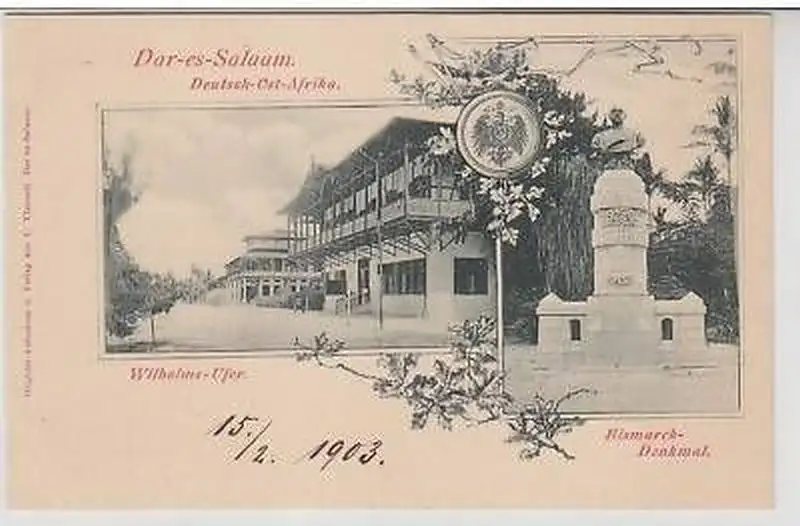 Dar-es-Salaam.
Deutsch-Ost-Afrika.
Wilhelms-Ufer.
Bismarck-
Denkmal.
15./2. 1903.